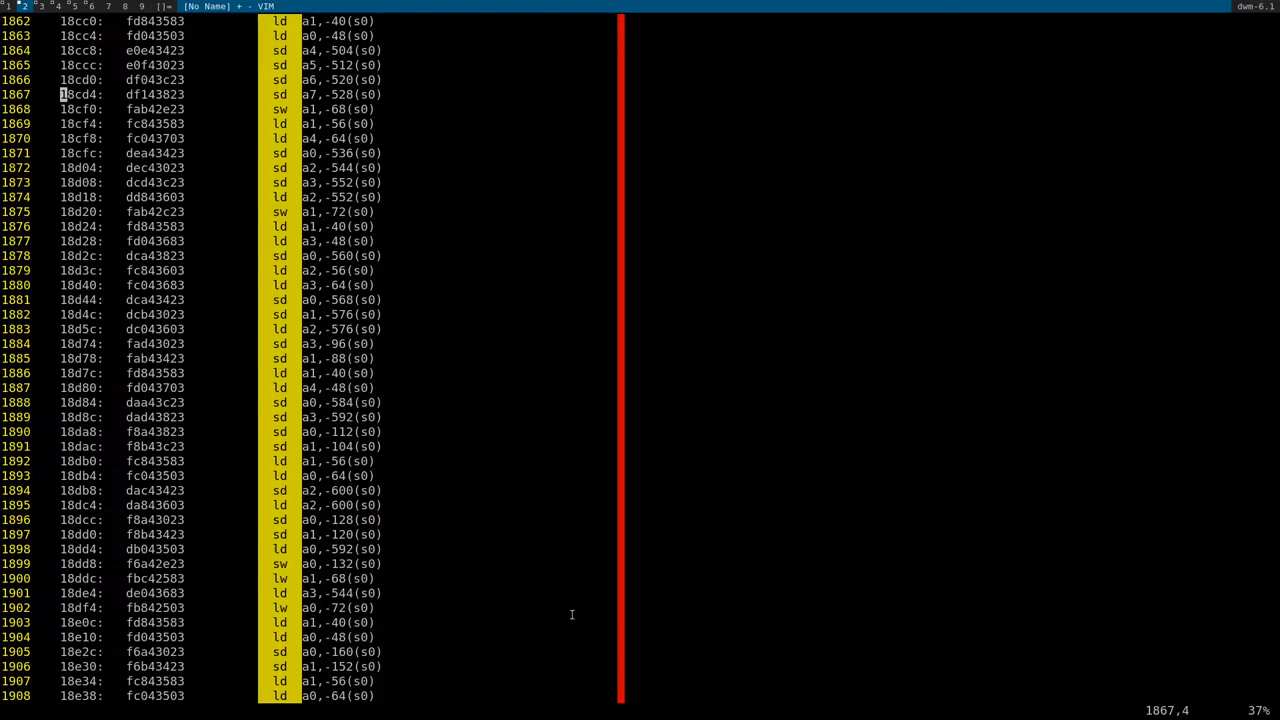 1 2 3 4 5 6 7 8 9 []= [No Name] + - VIM dwm-6.1
1862 18cc0: fd843583 ld a1,-40(s0)
1863 18cc4: fd043503 ld a0,-48(s0)
1864 18cc8: e0e43423 sd a4,-504(s0)
1865 18ccc: e0f43023 sd a5,-512(s0)
1866 18cd0: df043c23 sd a6,-520(s0)
1867 18cd4: df143823 sd a7,-528(s0)
1868 18cf0: fab42e23 sw a1,-68(s0)
1869 18cf4: fc843583 ld a1,-56(s0)
1870 18cf8: fc043703 ld a4,-64(s0)
1871 18cfc: dea43423 sd a0,-536(s0)
1872 18d04: dec43023 sd a2,-544(s0)
1873 18d08: dcd43c23 sd a3,-552(s0)
1874 18d18: dd843603 ld a2,-552(s0)
1875 18d20: fab42c23 sw a1,-72(s0)
1876 18d24: fd843583 ld a1,-40(s0)
1877 18d28: fd043683 ld a3,-48(s0)
1878 18d2c: dca43823 sd a0,-560(s0)
1879 18d3c: fc843603 ld a2,-56(s0)
1880 18d40: fc043683 ld a3,-64(s0)
1881 18d44: dca43423 sd a0,-568(s0)
1882 18d4c: dcb43023 sd a1,-576(s0)
1883 18d5c: dc043603 ld a2,-576(s0)
1884 18d74: fad43023 sd a3,-96(s0)
1885 18d78: fab43423 sd a1,-88(s0)
1886 18d7c: fd843583 ld a1,-40(s0)
1887 18d80: fd043703 ld a4,-48(s0)
1888 18d84: daa43c23 sd a0,-584(s0)
1889 18d8c: dad43823 sd a3,-592(s0)
1890 18da8: f8a43823 sd a0,-112(s0)
1891 18dac: f8b43c23 sd a1,-104(s0)
1892 18db0: fc843583 ld a1,-56(s0)
1893 18db4: fc043503 ld a0,-64(s0)
1894 18db8: dac43423 sd a2,-600(s0)
1895 18dc4: da843603 ld a2,-600(s0)
1896 18dcc: f8a43023 sd a0,-128(s0)
1897 18dd0: f8b43423 sd a1,-120(s0)
1898 18dd4: db043503 ld a0,-592(s0)
1899 18dd8: f6a42e23 sw a0,-132(s0)
1900 18ddc: fbc42583 lw a1,-68(s0)
1901 18de4: de043683 ld a3,-544(s0)
1902 18df4: fb842503 lw a0,-72(s0)
1903 18e0c: fd843583 ld a1,-40(s0)
1904 18e10: fd043503 ld a0,-48(s0)
1905 18e2c: f6a43023 sd a0,-160(s0)
1906 18e30: f6b43423 sd a1,-152(s0)
1907 18e34: fc843583 ld a1,-56(s0)
1908 18e38: fc043503 ld a0,-64(s0)
1867,4 37%